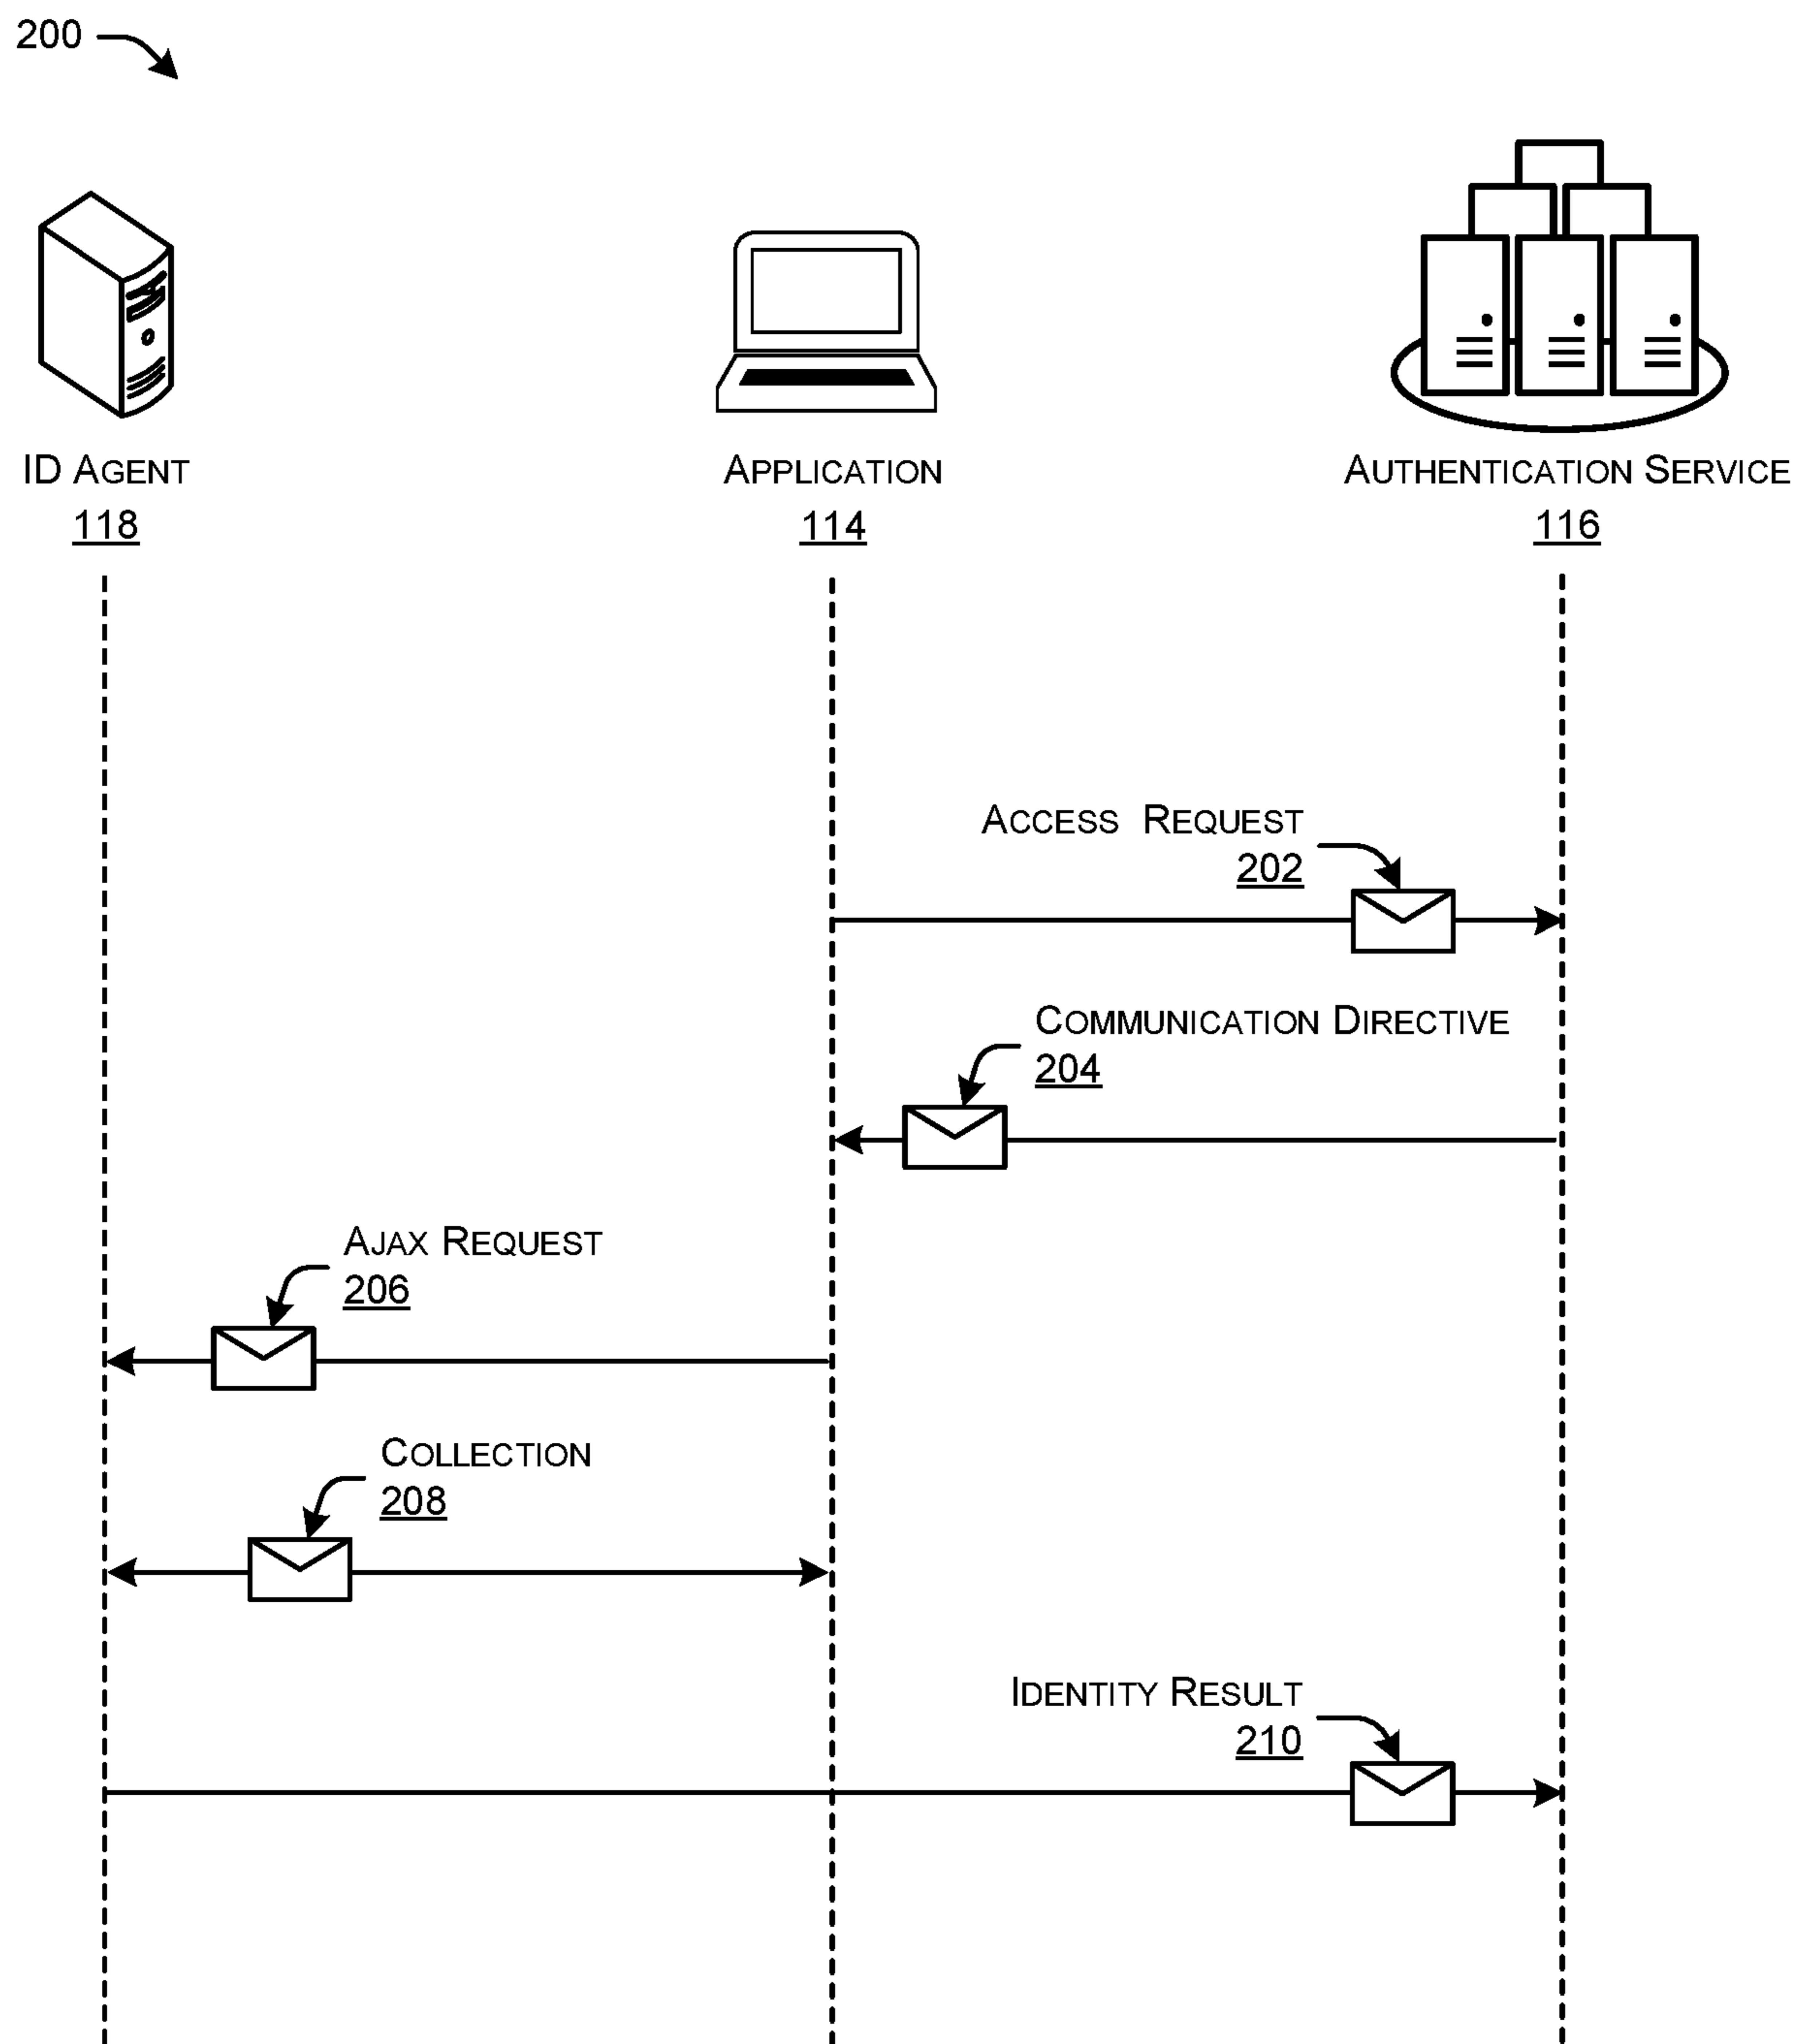 200
ID AGENT
118
APPLICATION
114
AUTHENTICATION SERVICE
116
ACCESS REQUEST
202
COMMUNICATION DIRECTIVE
204
AJAX REQUEST
206
COLLECTION
208
IDENTITY RESULT
210